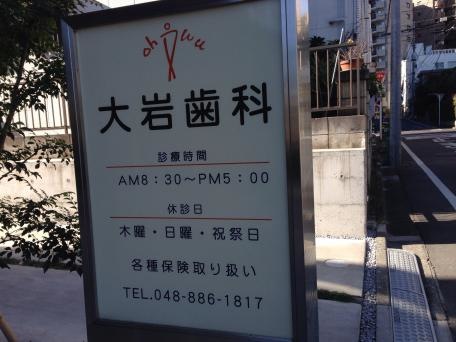 大岩歯科
診療時間
AM8：30〜PM5：00
休診日
木曜・日曜・祝祭日
各種保険取り扱い
TEL.048-886-1817